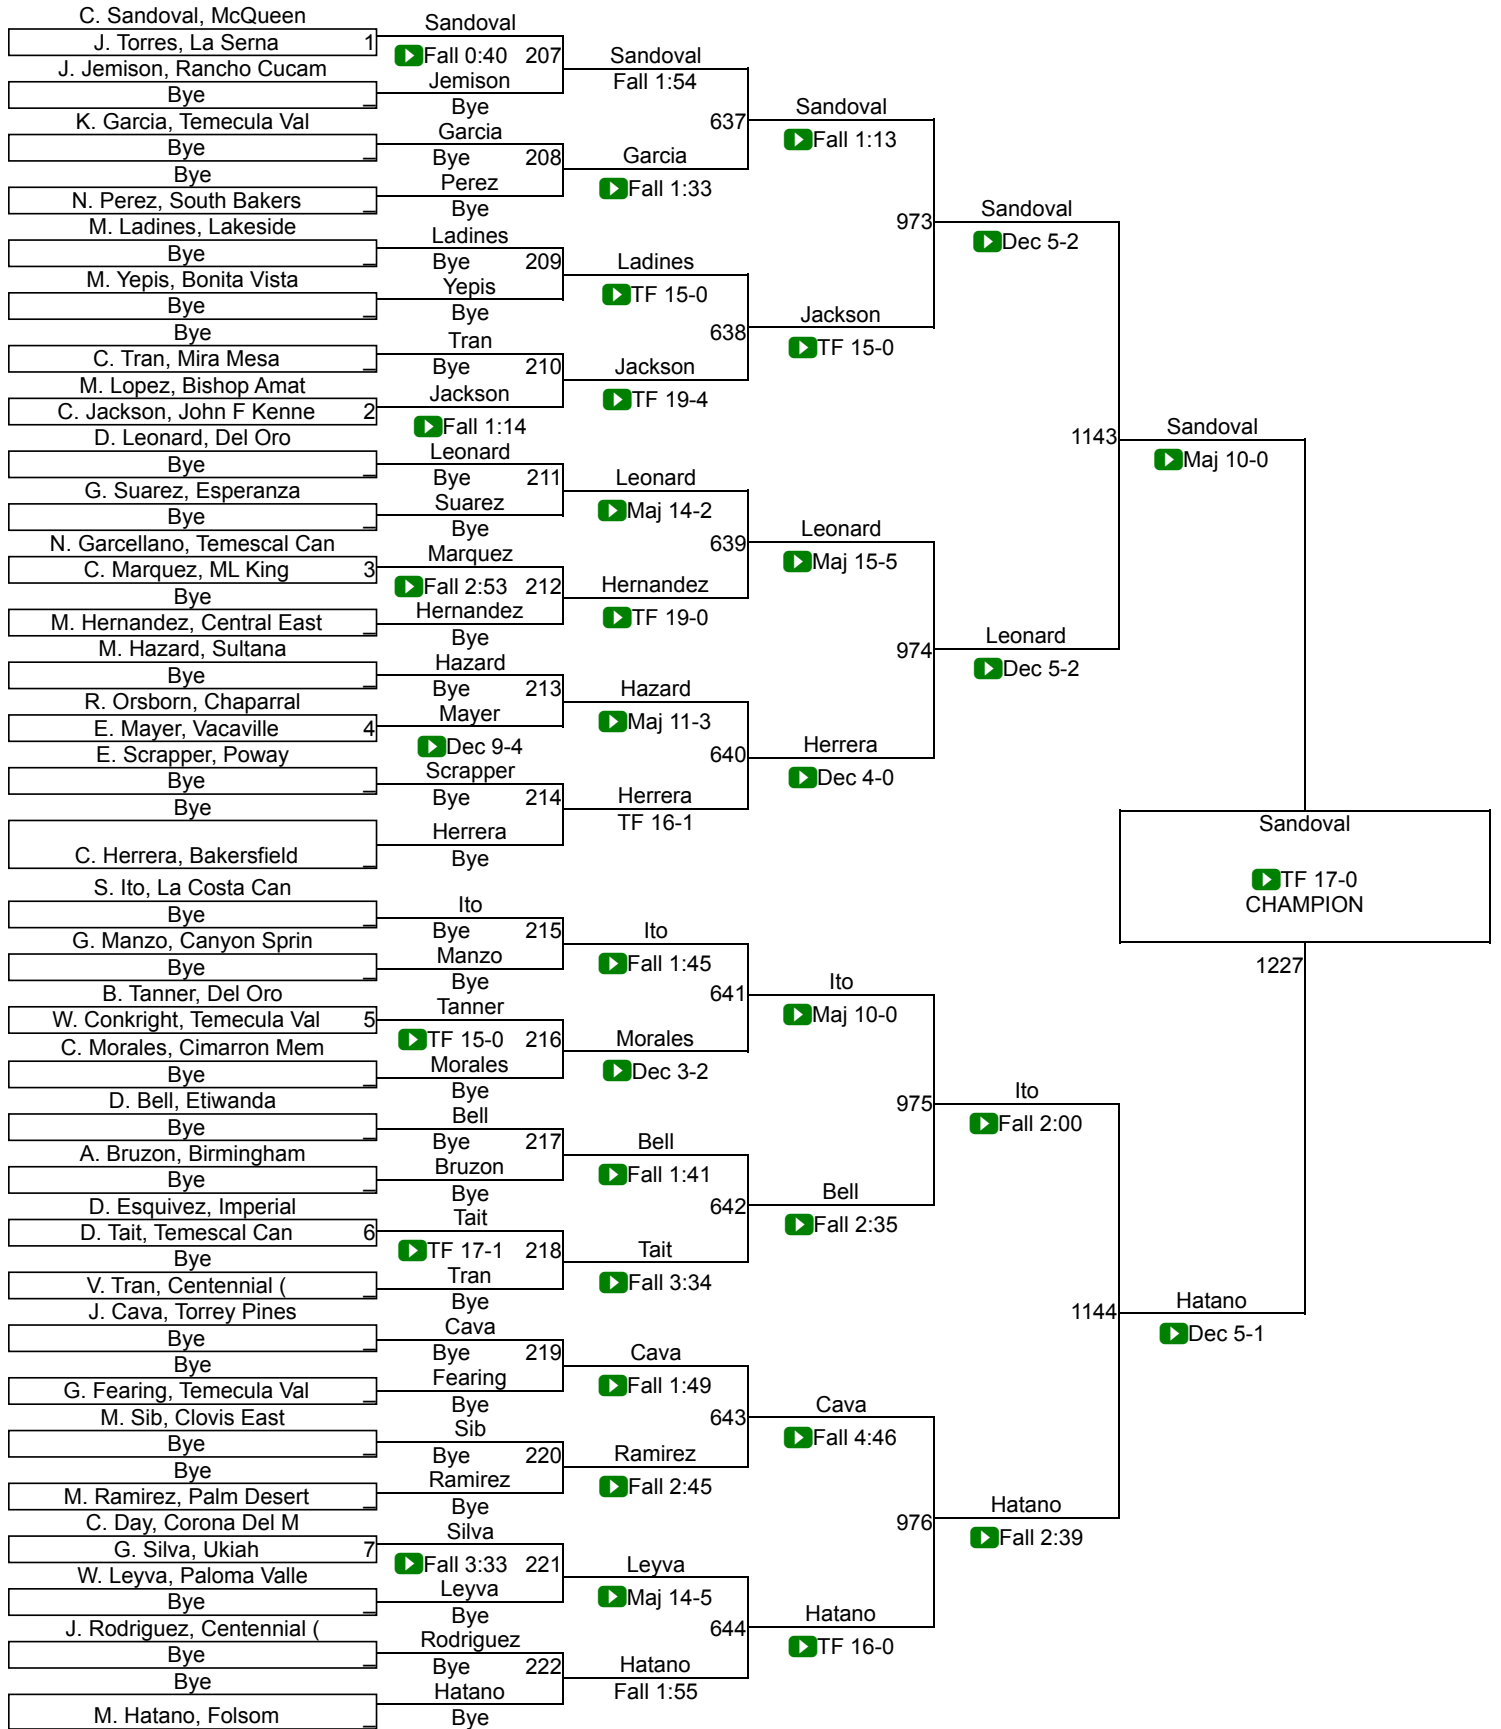 C. Sandoval, McQueen
J. Torres, La Serna 1
J. Jemison, Rancho Cucam
Bye _
K. Garcia, Temecula Val
Bye _
Bye
N. Perez, South Bakers _
M. Ladines, Lakeside
Bye _
M. Yepis, Bonita Vista
Bye _
Bye
C. Tran, Mira Mesa _
M. Lopez, Bishop Amat
C. Jackson, John F Kenne 2
D. Leonard, Del Oro
Bye _
G. Suarez, Esperanza
Bye _
N. Garcellano, Temescal Can
C. Marquez, ML King 3
Bye
M. Hernandez, Central East _
M. Hazard, Sultana
Bye _
R. Orsborn, Chaparral
E. Mayer, Vacaville 4
E. Scrapper, Poway
Bye _
Bye
C. Herrera, Bakersfield _
S. Ito, La Costa Can
Bye _
G. Manzo, Canyon Sprin
Bye _
B. Tanner, Del Oro
W. Conkright, Temecula Val 5
C. Morales, Cimarron Mem
Bye _
D. Bell, Etiwanda
Bye _
A. Bruzon, Birmingham
Bye _
D. Esquivez, Imperial
D. Tait, Temescal Can 6
Bye
V. Tran, Centennial ( _
J. Cava, Torrey Pines
Bye _
Bye
G. Fearing, Temecula Val _
M. Sib, Clovis East
Bye _
Bye
M. Ramirez, Palm Desert _
C. Day, Corona Del M
G. Silva, Ukiah 7
W. Leyva, Paloma Valle
Bye _
J. Rodriguez, Centennial (
Bye _
Bye
M. Hatano, Folsom _
Sandoval
Fall 0:40 207
Jemison
Bye
Garcia
Bye 208
Perez
Bye
Ladines
Bye 209
Yepis
Bye
Tran
Bye 210
Jackson
Fall 1:14
Leonard
Bye 211
Suarez
Bye
Marquez
Fall 2:53 212
Hernandez
Bye
Hazard
Bye 213
Mayer
Dec 9-4
Scrapper
Bye 214
Herrera
Bye
Ito
Bye 215
Manzo
Bye
Tanner
TF 15-0 216
Morales
Bye
Bell
Bye 217
Bruzon
Bye
Tait
TF 17-1 218
Tran
Bye
Cava
Bye 219
Fearing
Bye
Sib
Bye 220
Ramirez
Bye
Silva
Fall 3:33 221
Leyva
Bye
Rodriguez
Bye 222
Hatano
Bye
Sandoval
Fall 1:54
637
Garcia
Fall 1:33
Ladines
TF 15-0
638
Jackson
TF 19-4
Leonard
Maj 14-2
639
Hernandez
TF 19-0
Hazard
Maj 11-3
640
Herrera
TF 16-1
Ito
Fall 1:45
641
Morales
Dec 3-2
Bell
Fall 1:41
642
Tait
Fall 3:34
Cava
Fall 1:49
643
Ramirez
Fall 2:45
Leyva
Maj 14-5
644
Hatano
Fall 1:55
Sandoval
Fall 1:13
973
Jackson
TF 15-0
Leonard
Maj 15-5
974
Herrera
Dec 4-0
Ito
Maj 10-0
975
Bell
Fall 2:35
Cava
Fall 4:46
976
Hatano
TF 16-0
Sandoval
Dec 5-2
1143
Leonard
Dec 5-2
Ito
Fall 2:00
1144
Hatano
Fall 2:39
Sandoval
Maj 10-0
Sandoval
TF 17-0
CHAMPION
1227
Hatano
Dec 5-1